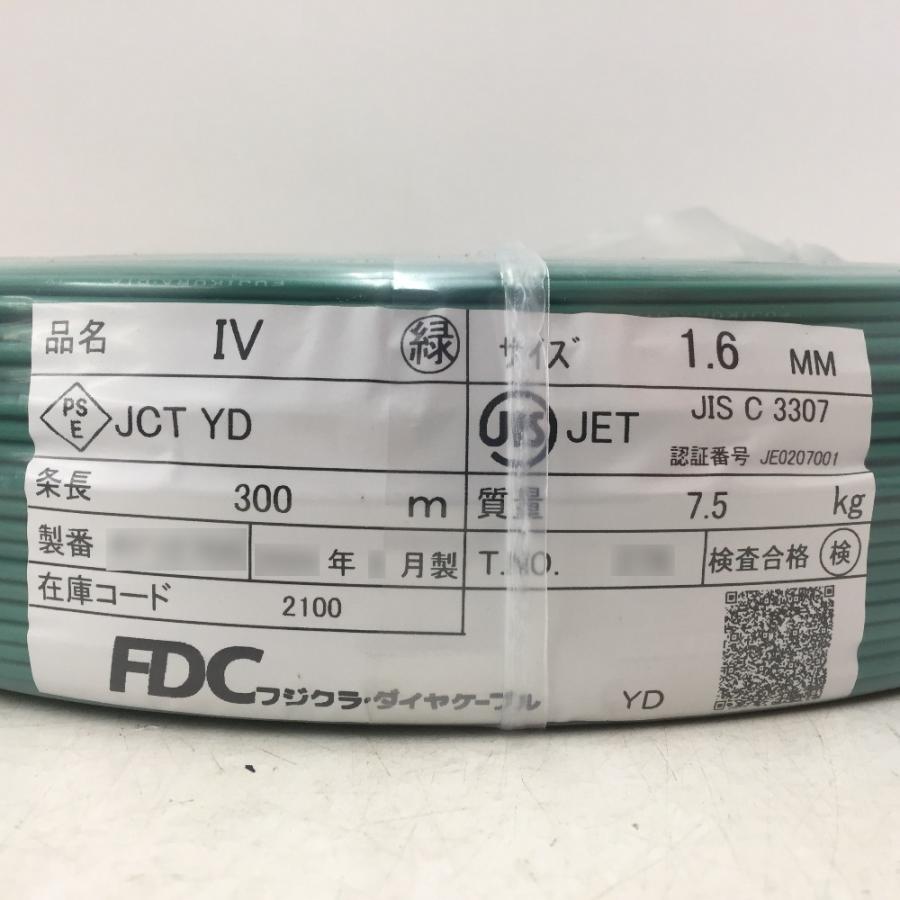 品名 IV 緑 サイズ 1.6 MM
PS E JCT YD JIS JET JIS C 3307
認証番号 JE0207001
条長 300 m 質量 7.5 kg
製番 年 月製 T.NO. 検査合格 検
在庫コード 2100
FDC フジクラ・ダイヤケーブル YD